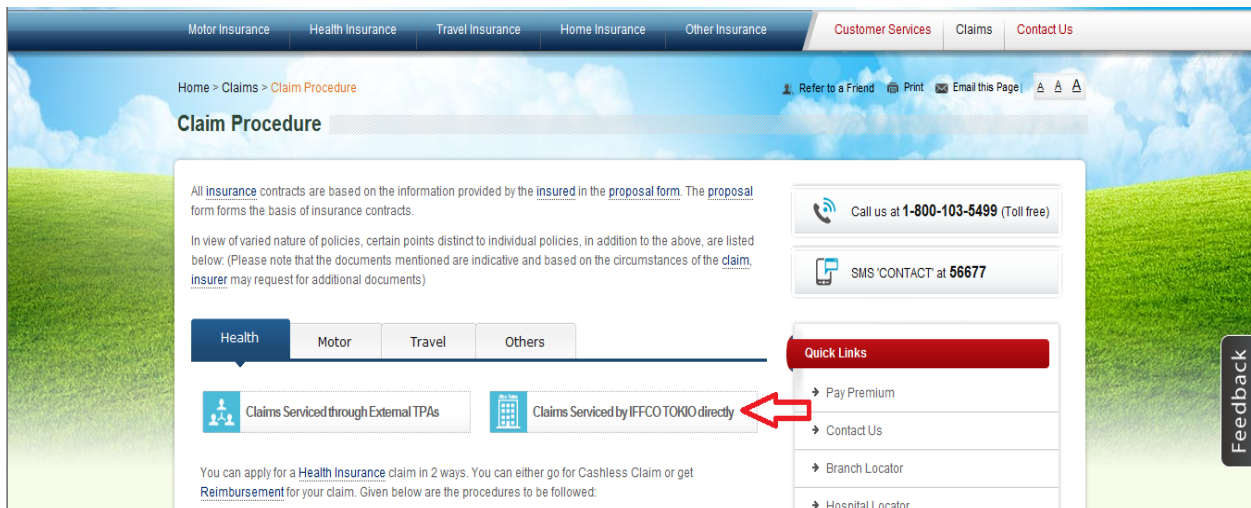 Motor Insurance Health Insurance Travel Insurance Home Insurance Other Insurance Customer Services Claims Contact Us
Home > Claims > Claim Procedure
Refer to a Friend Print Email this Page| A A A
Claim Procedure
All insurance contracts are based on the information provided by the insured in the proposal form. The proposal
form forms the basis of insurance contracts.
In view of varied nature of policies, certain points distinct to individual policies, in addition to the above, are listed
below: (Please note that the documents mentioned are indicative and based on the circumstances of the claim,
insurer may request for additional documents)
Health Motor Travel Others
Claims Serviced through External TPAs
Claims Serviced by IFFCO TOKIO directly
You can apply for a Health Insurance claim in 2 ways. You can either go for Cashless Claim or get
Reimbursement for your claim. Given below are the procedures to be followed:
Call us at 1-800-103-5499 (Toll free)
SMS 'CONTACT' at 56677
Quick Links
Pay Premium
Contact Us
Branch Locator
Hospital Locator
Feedback